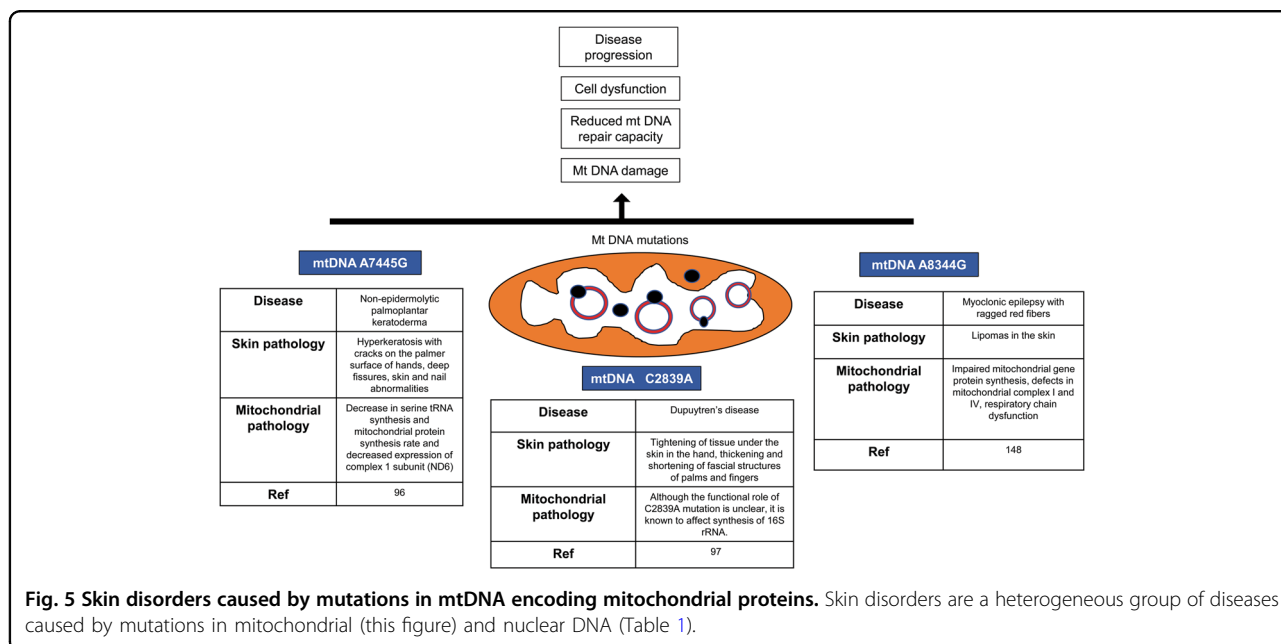 Disease
progression
Cell dysfunction
Reduced mt DNA
repair capacity
Mt DNA damage
Mt DNA mutations
mtDNA A7445G
Disease
Non-epidermolytic
palmoplantar
keratoderma
Skin pathology
Hyperkeratosis with
cracks on the palmer
surface of hands, deep
fissures, skin and nail
abnormalities
Mitochondrial
pathology
Decrease in serine tRNA
synthesis and
mitochondrial protein
synthesis rate and
decreased expression of
complex 1 subunit (ND6)
Ref
96
mtDNA C2839A
Disease
Dupuytren's disease
Skin pathology
Tightening of tissue under the
skin in the hand, thickening and
shortening of fascial structures
of palms and fingers
Mitochondrial
pathology
Although the functional role of
C2839A mutation is unclear, it is
known to affect synthesis of 16S
rRNA.
Ref
97
mtDNA A8344G
Disease
Myoclonic epilepsy with
ragged red fibers
Skin pathology
Lipomas in the skin
Mitochondrial
pathology
Impaired mitochondrial gene
protein synthesis, defects in
mitochondrial complex I and
IV, respiratory chain
dysfunction
Ref
148
Fig. 5 Skin disorders caused by mutations in mtDNA encoding mitochondrial proteins. Skin disorders are a heterogeneous group of diseases
caused by mutations in mitochondrial (this figure) and nuclear DNA (Table 1).